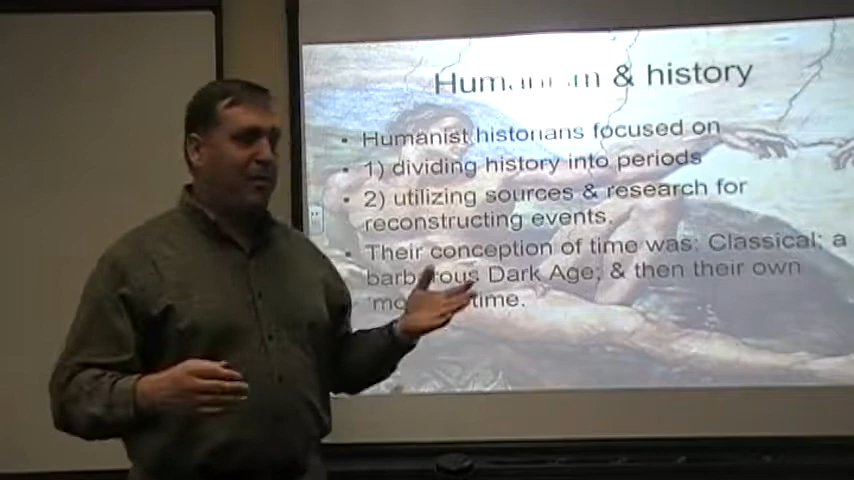 Humanism & history
• Humanist historians focused on
• 1) dividing history into periods
• 2) utilizing sources & research for
reconstructing events.
• Their conception of time was: Classical; a
barbarous Dark Age; & then their own
time.